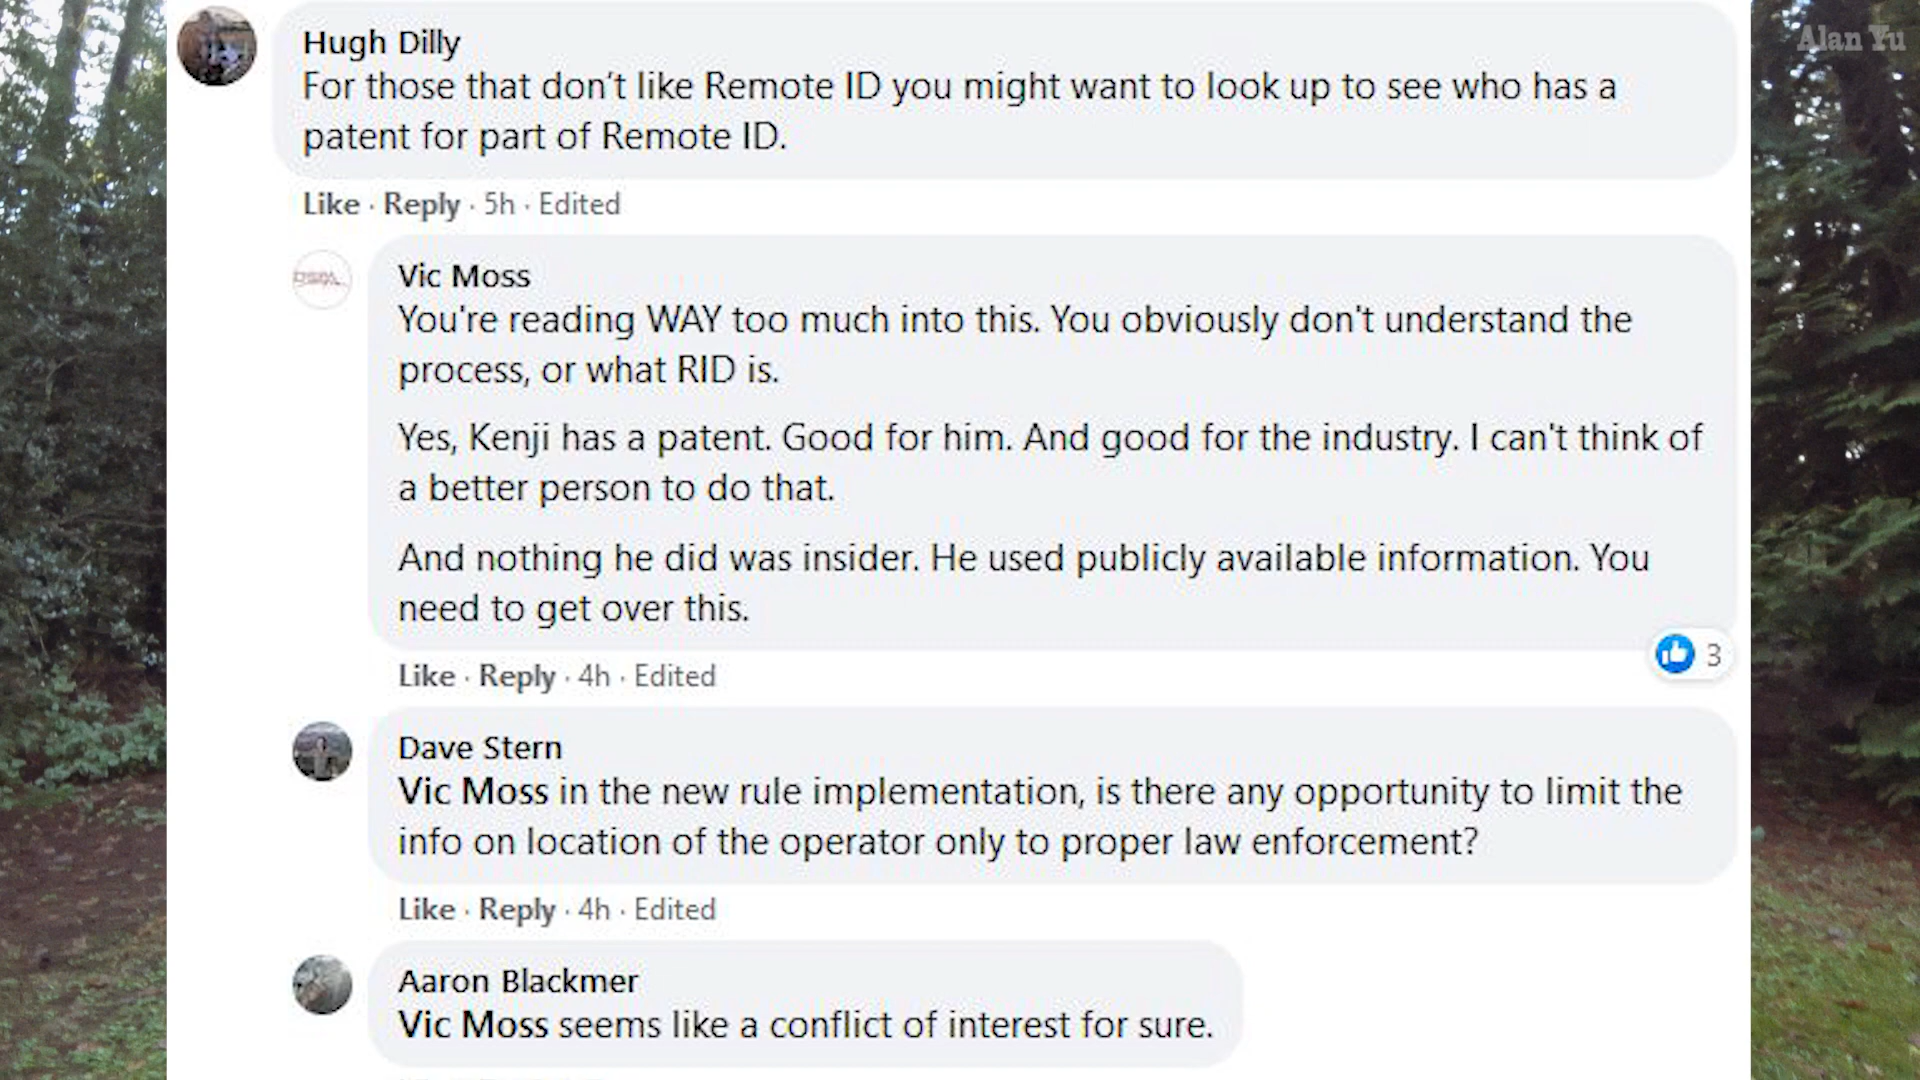 Alan Yu
Hugh Dilly
For those that don't like Remote ID you might want to look up to see who has a
patent for part of Remote ID.
Like · Reply · 5h · Edited
Vic Moss
You're reading WAY too much into this. You obviously don't understand the
process, or what RID is.
Yes, Kenji has a patent. Good for him. And good for the industry. I can't think of
a better person to do that.
And nothing he did was insider. He used publicly available information. You
need to get over this.
3
Like · Reply · 4h · Edited
Dave Stern
Vic Moss in the new rule implementation, is there any opportunity to limit the
info on location of the operator only to proper law enforcement?
Like · Reply · 4h · Edited
Aaron Blackmer
Vic Moss seems like a conflict of interest for sure.